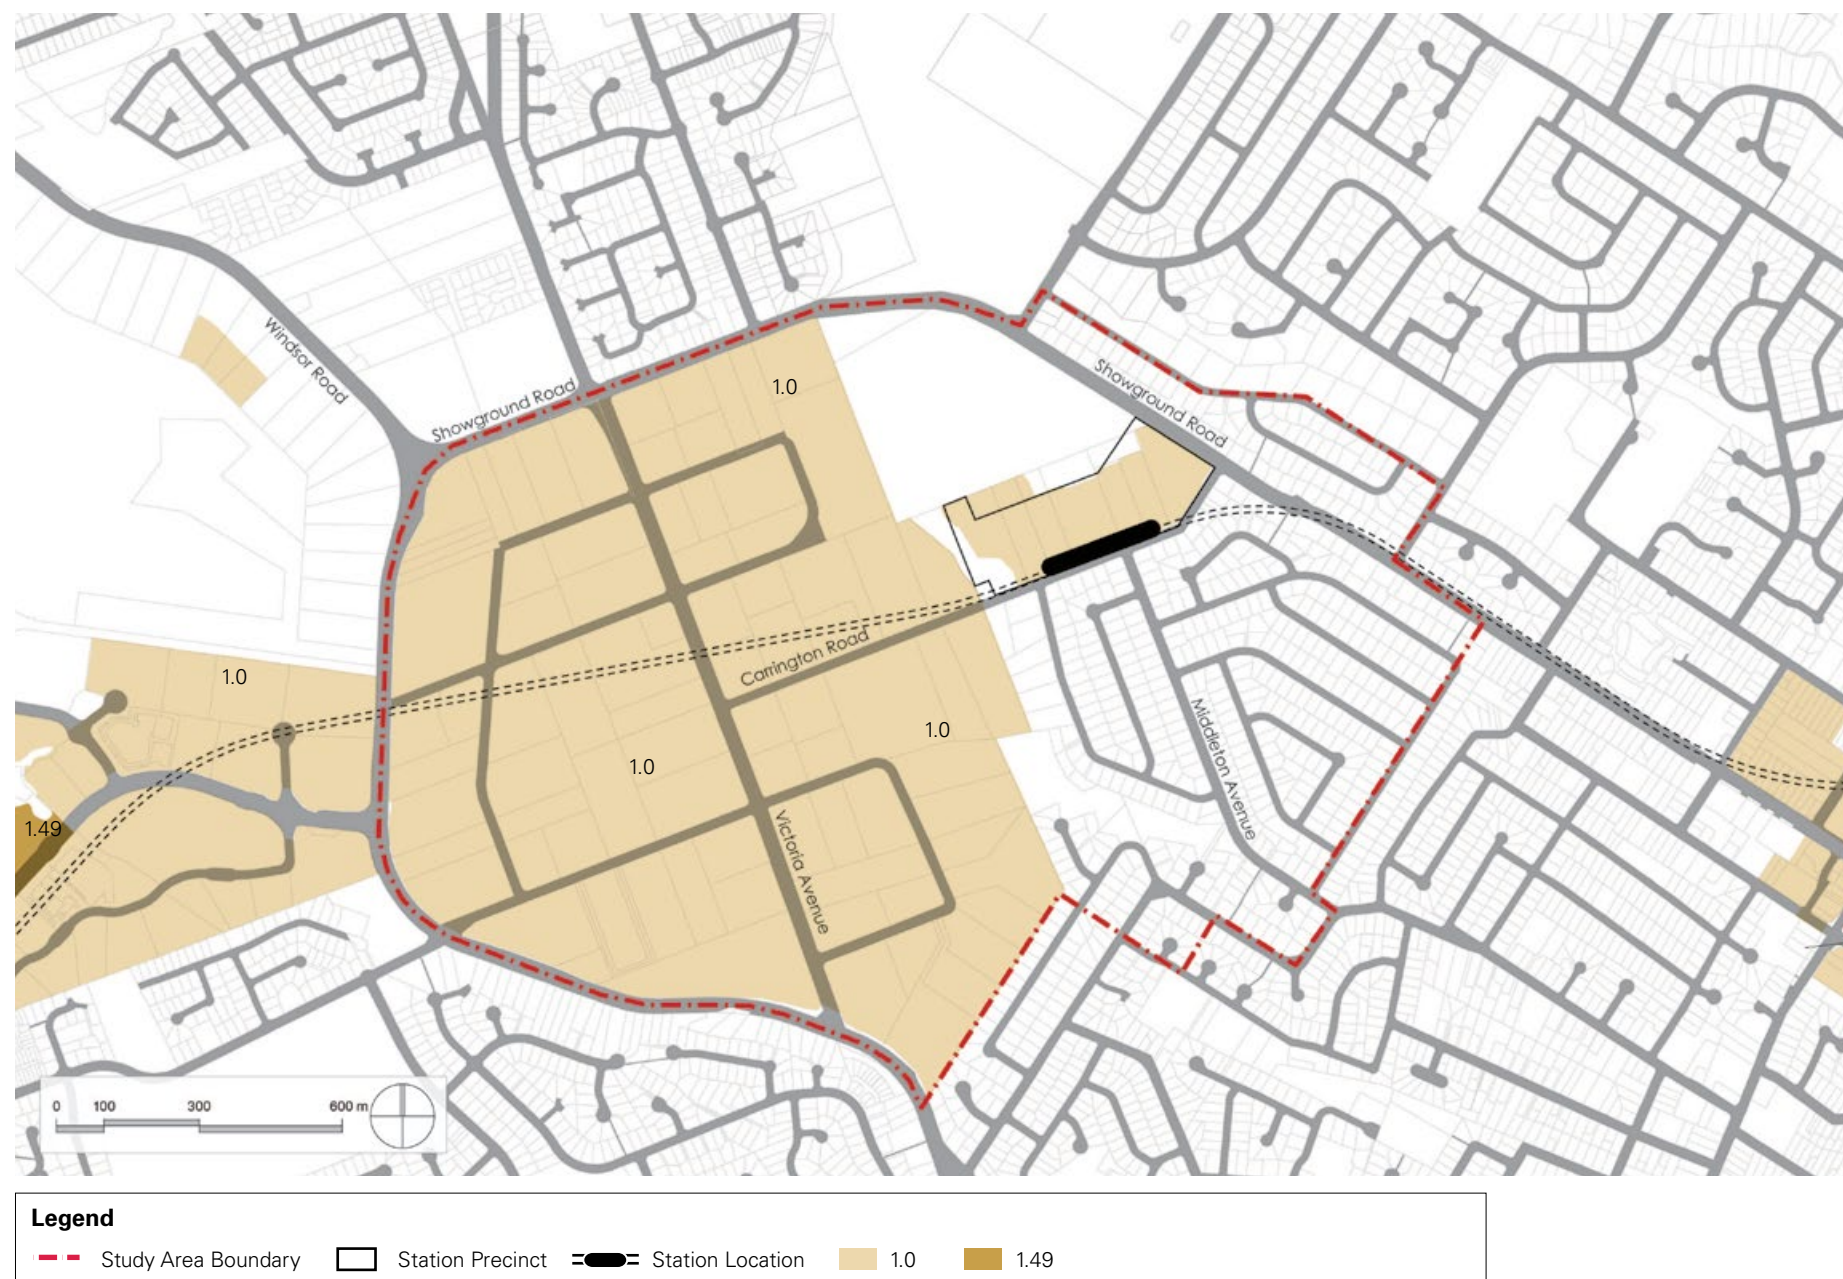 Showground Road
Windsor Road
1.0
Showground Road
Carrington Road
1.0
1.0
1.0
Middleton Avenue
1.49
Victoria Avenue
0 100 300 600 m
Legend
Study Area Boundary Station Precinct Station Location 1.0 1.49